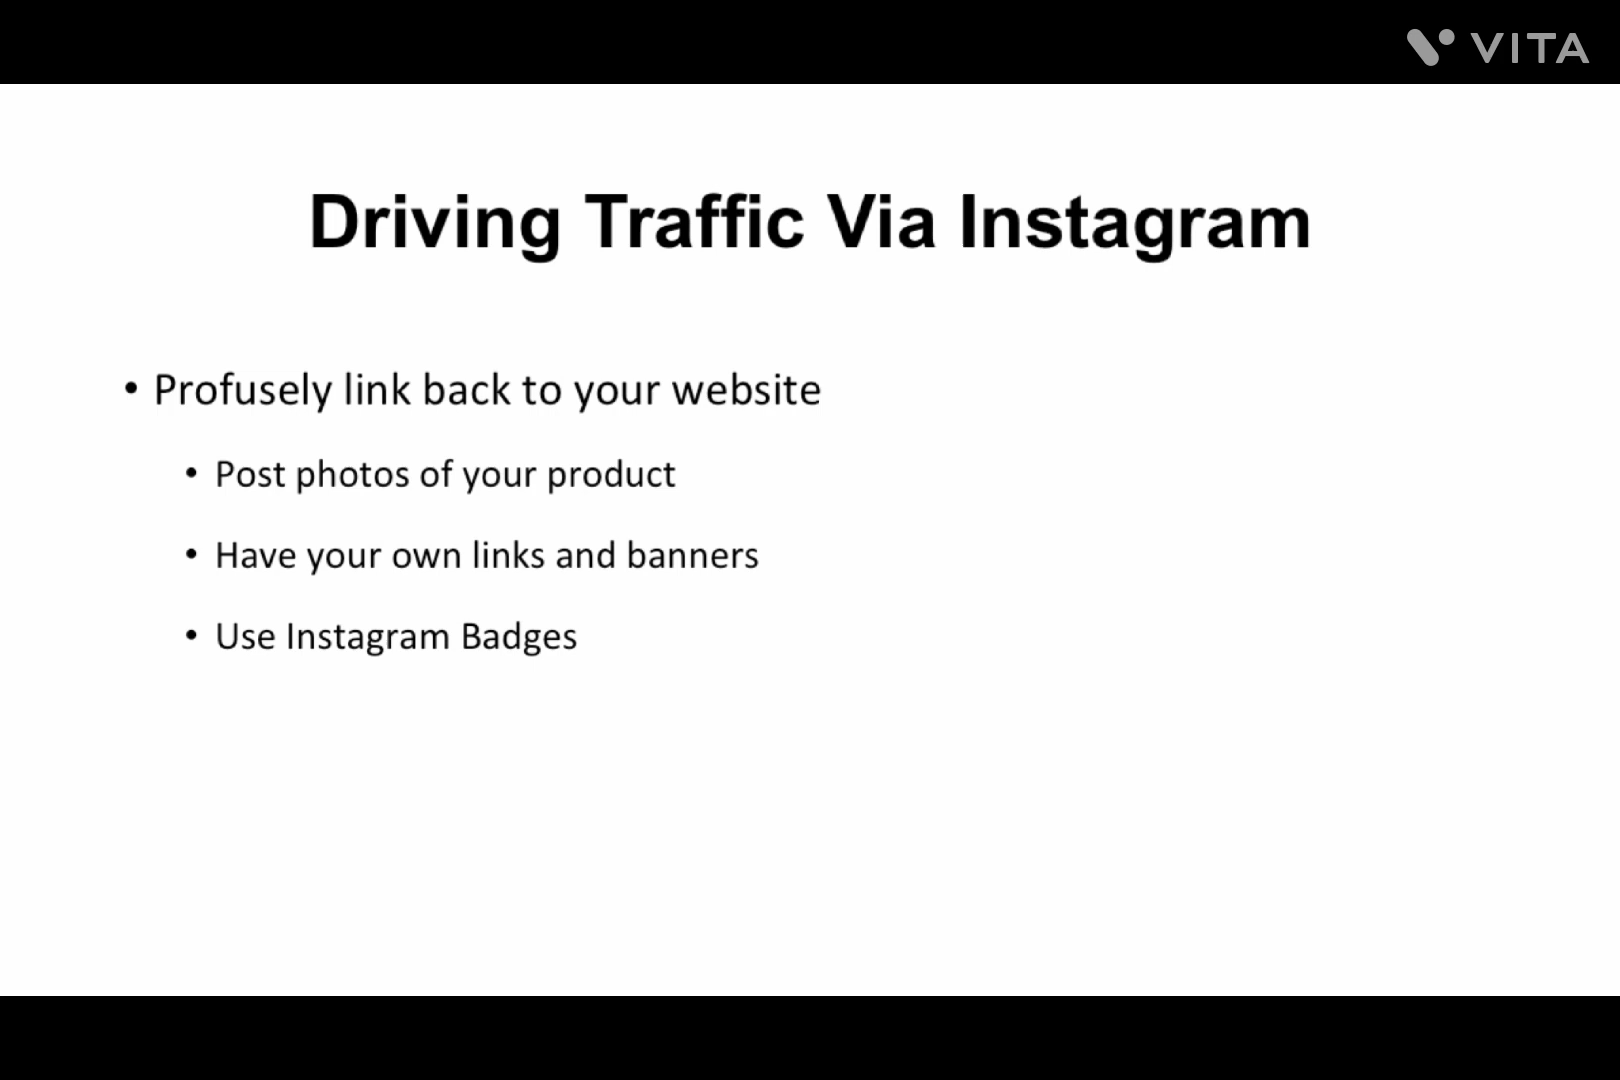 VITA
Driving Traffic Via Instagram
• Profusely link back to your website
• Post photos of your product
• Have your own links and banners
• Use Instagram Badges